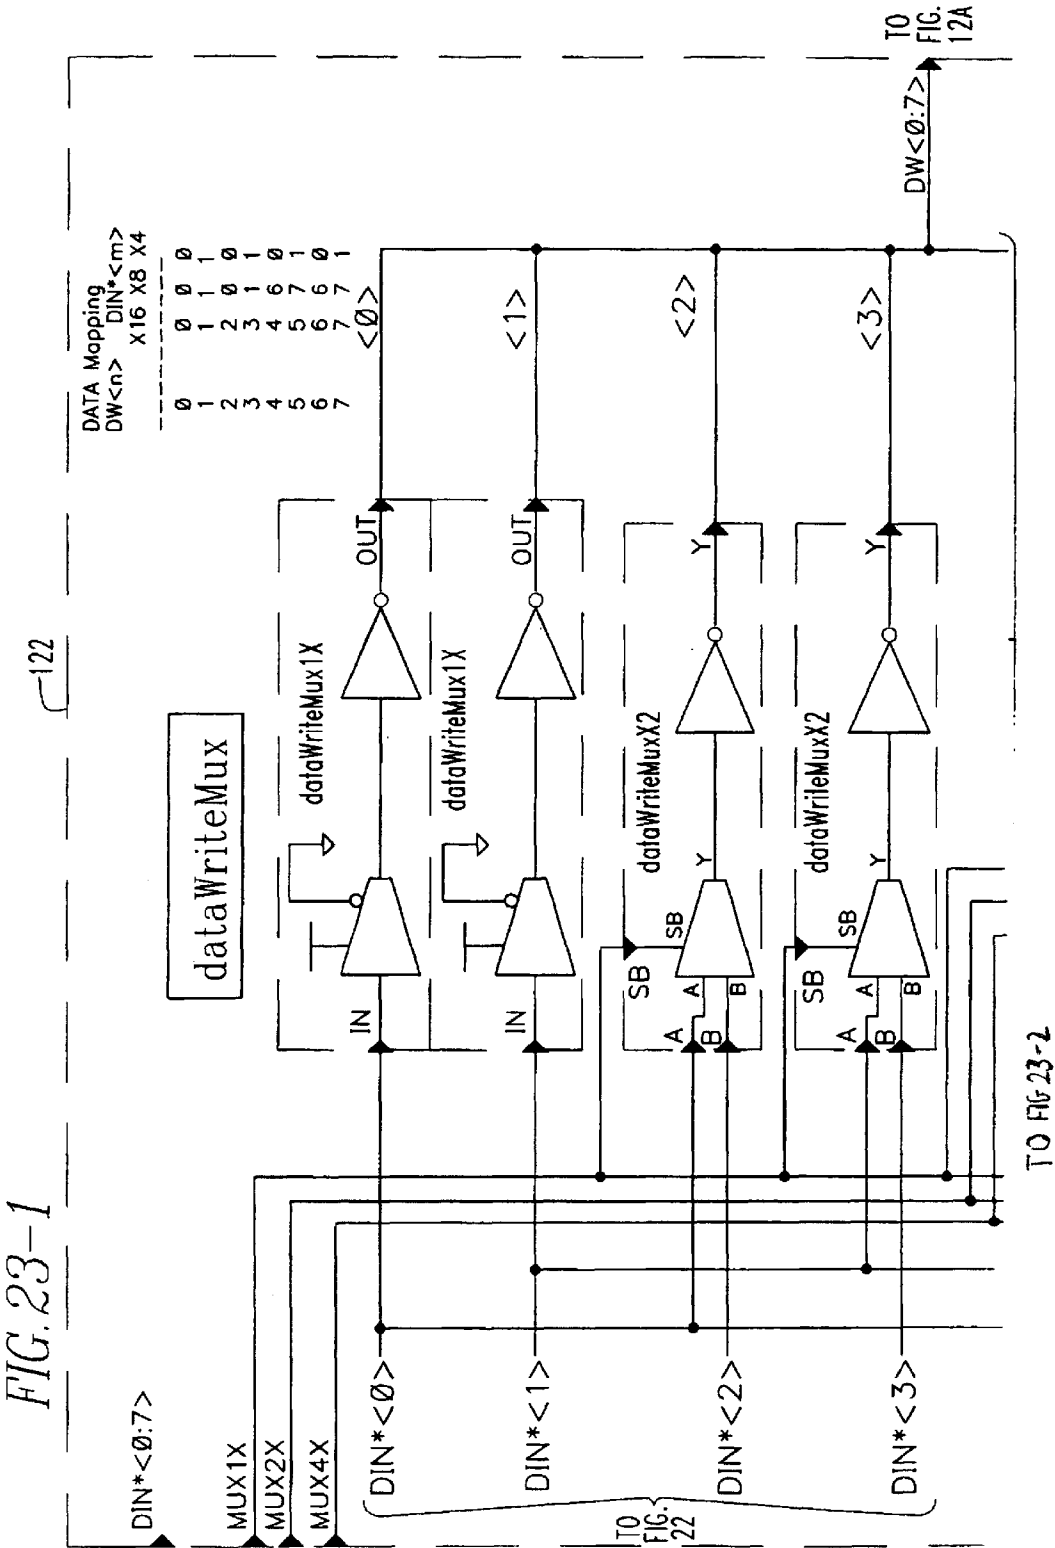 FIG. 23-1
122
DIN*<0:7>
MUX1X
MUX2X
MUX4X
dataWriteMux
DATA Mapping
DW<n> DIN*<m>
X16 X8 X4
0 0 0 0
1 1 1 1
2 2 0 0
3 3 1 1
4 4 6 0
5 5 7 1
6 6 6 0
7 7 7 1
dataWriteMux1X
DIN*<0>
IN
OUT
<0>
dataWriteMux1X
DIN*<1>
IN
OUT
<1>
dataWriteMuxX2
SB
SB
A
A
B
B
Y
Y
DIN*<2>
<2>
dataWriteMuxX2
SB
SB
A
A
B
B
Y
Y
DIN*<3>
<3>
TO
FIG.
22
DW<0:7>
TO
FIG.
12A
TO FIG 23-2